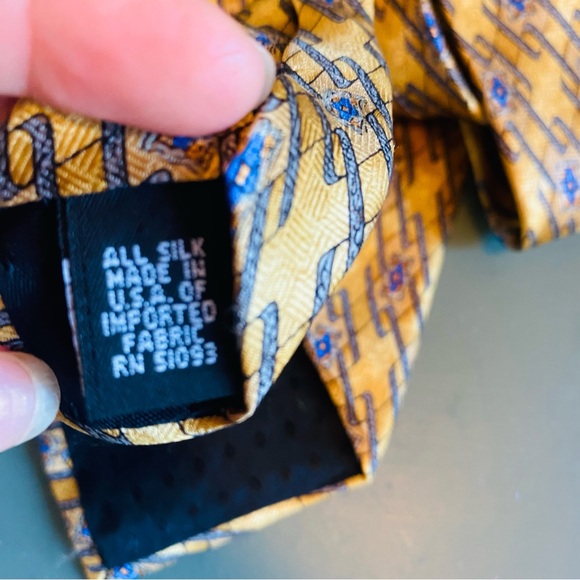 ALL SILK
MADE IN
U.S.A. OF
IMPORTED
FABRIC
RN 51093